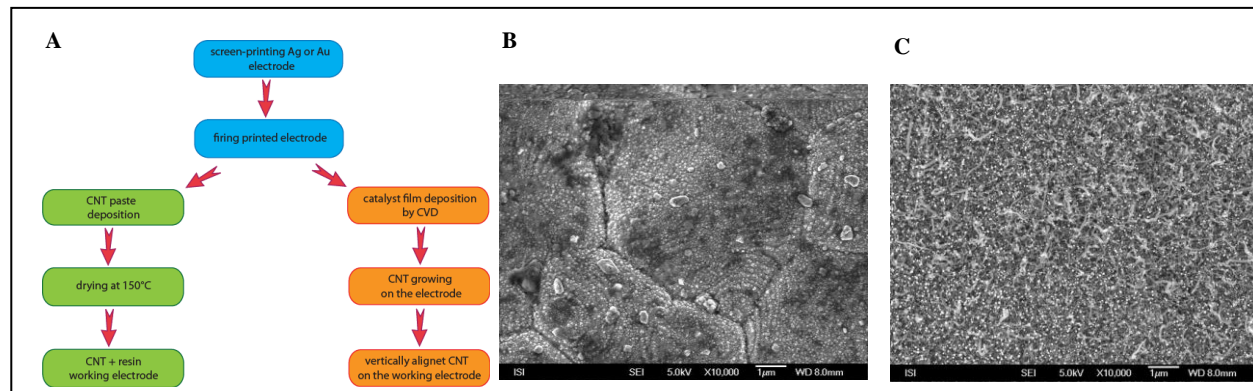 A
screen-printing Ag or Au
electrode
firing printed electrode
CNT paste
deposition
drying at 150°C
CNT + resin
working electrode
catalyst film deposition
by CVD
CNT growing
on the electrode
vertically alignet CNT
on the working electrode
B
ISI SEI 5.0kV X10,000 1µm WD 8.0mm
C
ISI SEI 5.0kV X10,000 1µm WD 8.0mm